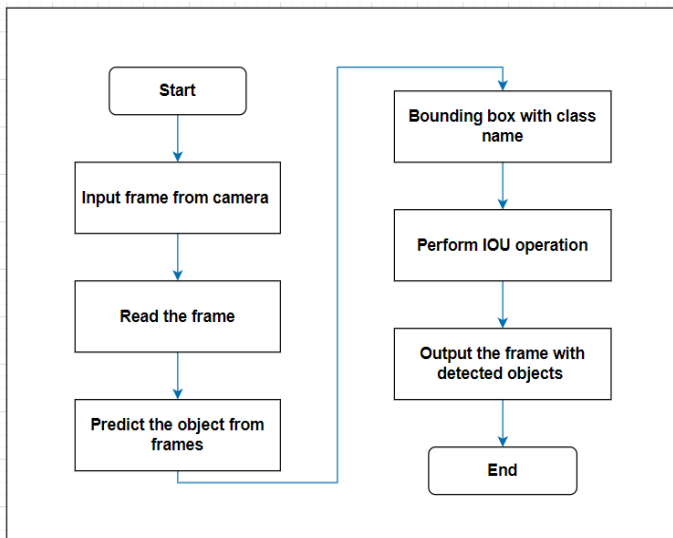 Start
Input frame from camera
Read the frame
Predict the object from
frames
Bounding box with class
name
Perform IOU operation
Output the frame with
detected objects
End